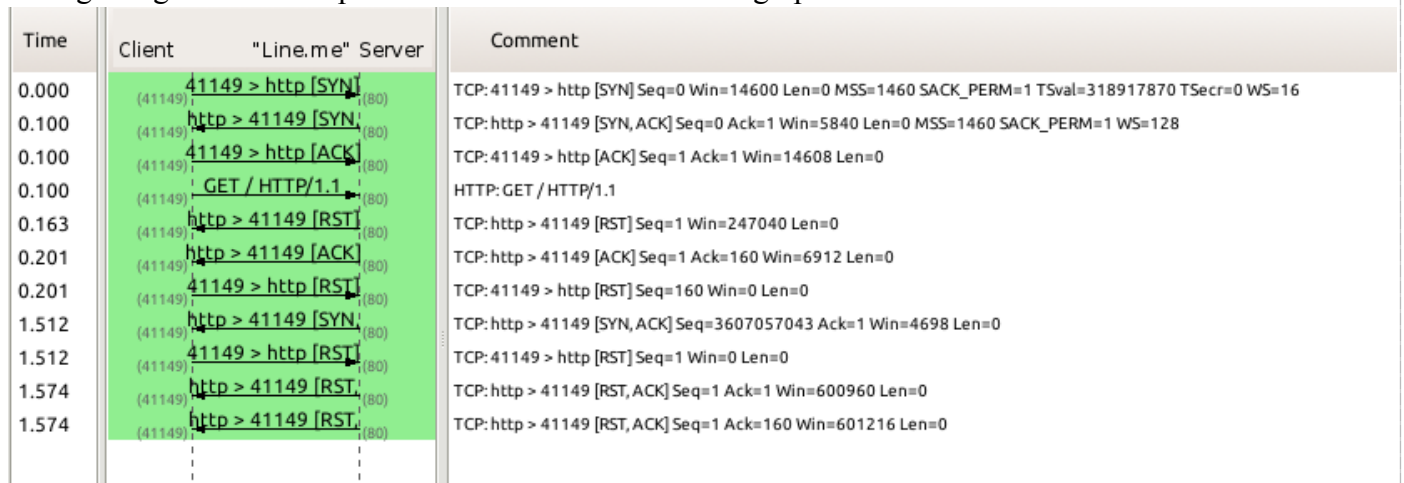 Time Client "Line.me" Server Comment
0.000 (41149) 41149 > http [SYN] (80) TCP: 41149 > http [SYN] Seq=0 Win=14600 Len=0 MSS=1460 SACK_PERM=1 TSval=318917870 TSecr=0 WS=16
0.100 (41149) http > 41149 [SYN, (80) TCP: http > 41149 [SYN, ACK] Seq=0 Ack=1 Win=5840 Len=0 MSS=1460 SACK_PERM=1 WS=128
0.100 (41149) 41149 > http [ACK] (80) TCP: 41149 > http [ACK] Seq=1 Ack=1 Win=14608 Len=0
0.100 (41149) GET / HTTP/1.1 (80) HTTP: GET / HTTP/1.1
0.163 (41149) http > 41149 [RST] (80) TCP: http > 41149 [RST] Seq=1 Win=247040 Len=0
0.201 (41149) http > 41149 [ACK] (80) TCP: http > 41149 [ACK] Seq=1 Ack=160 Win=6912 Len=0
0.201 (41149) 41149 > http [RST] (80) TCP: 41149 > http [RST] Seq=160 Win=0 Len=0
1.512 (41149) http > 41149 [SYN, (80) TCP: http > 41149 [SYN, ACK] Seq=3607057043 Ack=1 Win=4698 Len=0
1.512 (41149) 41149 > http [RST] (80) TCP: 41149 > http [RST] Seq=1 Win=0 Len=0
1.574 (41149) http > 41149 [RST, (80) TCP: http > 41149 [RST, ACK] Seq=1 Ack=1 Win=600960 Len=0
1.574 (41149) http > 41149 [RST, (80) TCP: http > 41149 [RST, ACK] Seq=1 Ack=160 Win=601216 Len=0